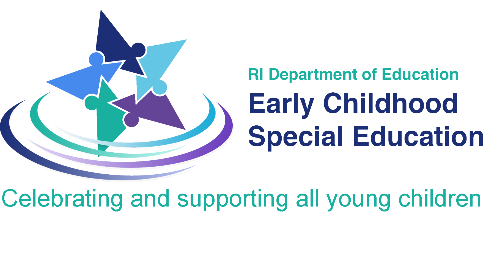 RI Department of Education
Early Childhood
Special Education
Celebrating and supporting all young children